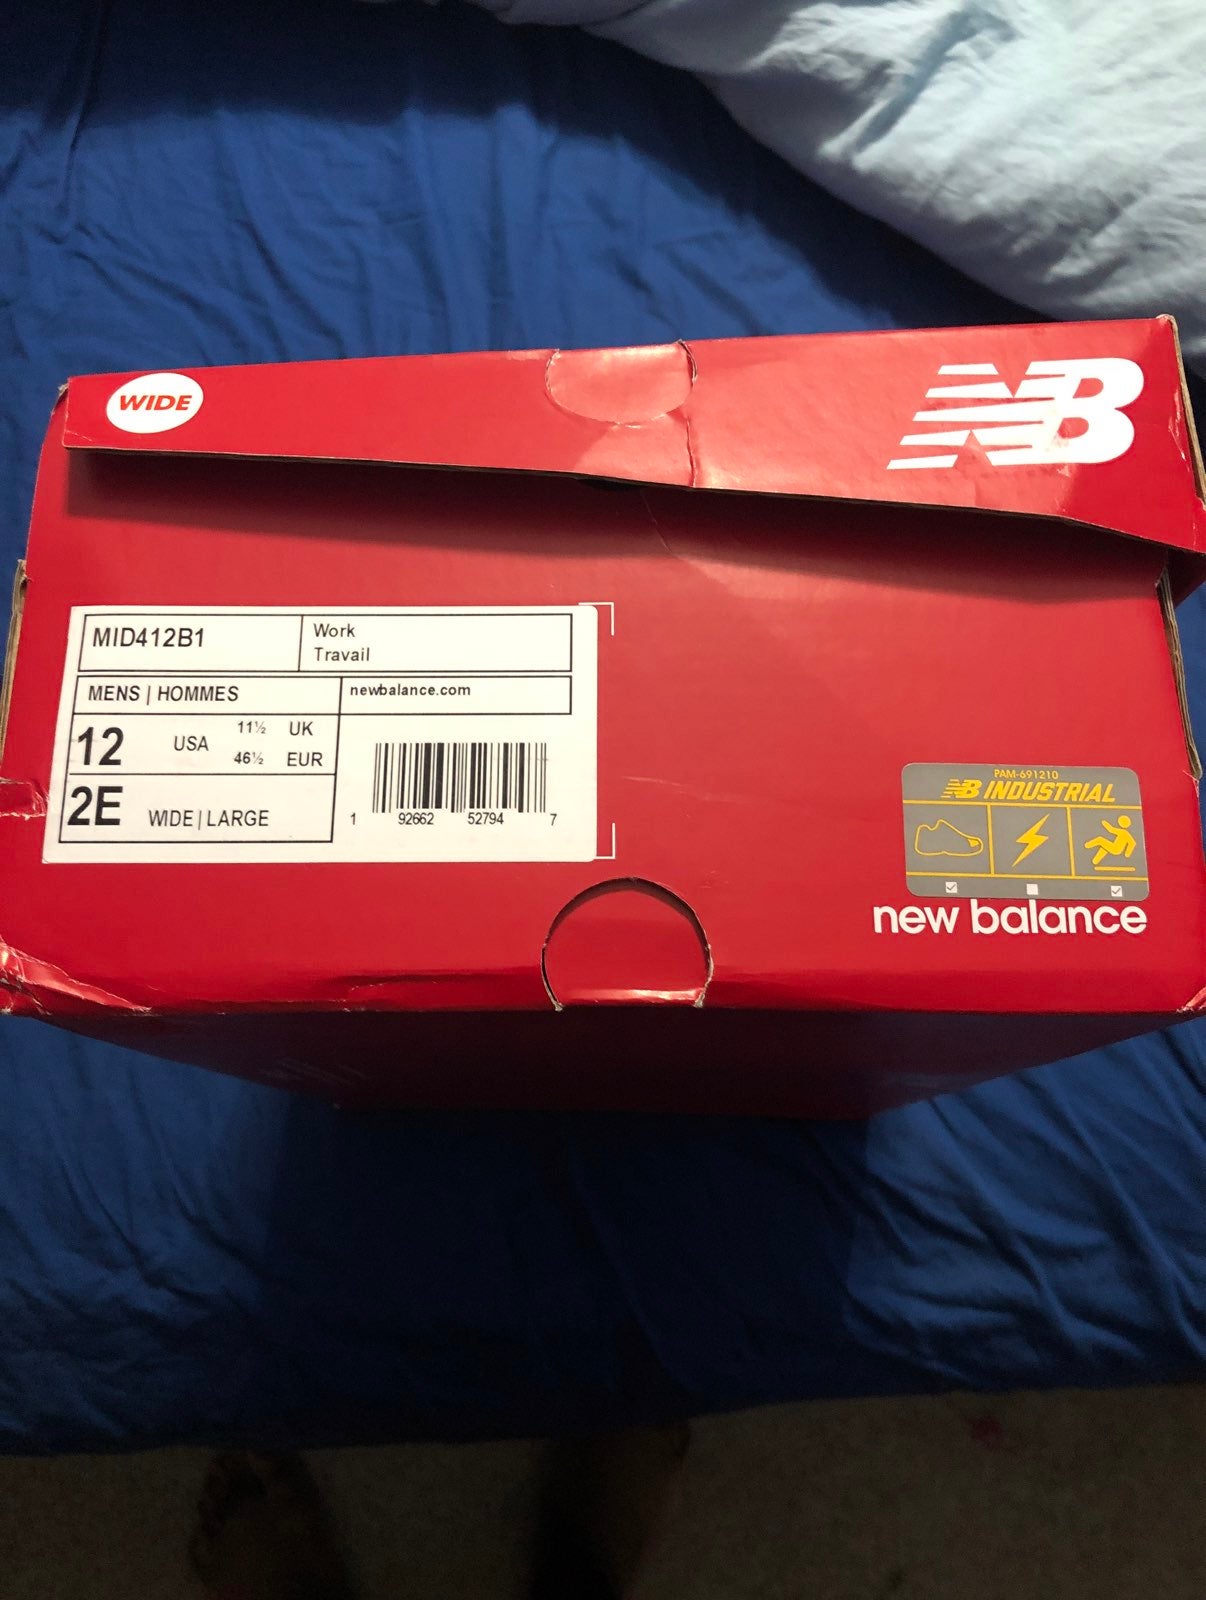 WIDE
NB
MID412B1
Work
Travail
MENS | HOMMES
newbalance.com
12 USA 11½ UK
46½ EUR
2E WIDE | LARGE
1 92662 52794 7
PAM-691210
NB INDUSTRIAL
new balance